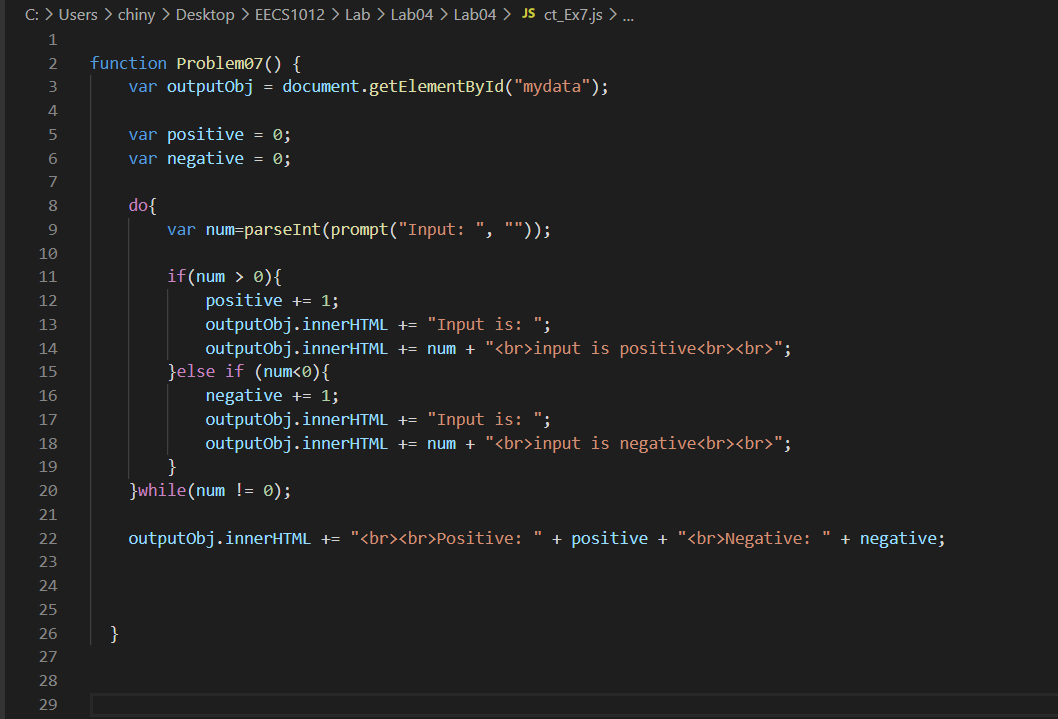 C: > Users > chiny > Desktop > EECS1012 > Lab > Lab04 > Lab04 > JS ct_Ex7.js > ...
1
2 function Problem07() {
3     var outputObj = document.getElementById("mydata");
4
5     var positive = 0;
6     var negative = 0;
7
8     do{
9         var num=parseInt(prompt("Input: ", ""));
10
11         if(num > 0){
12             positive += 1;
13             outputObj.innerHTML += "Input is: ";
14             outputObj.innerHTML += num + "<br>input is positive<br><br>";
15         }else if (num<0){
16             negative += 1;
17             outputObj.innerHTML += "Input is: ";
18             outputObj.innerHTML += num + "<br>input is negative<br><br>";
19         }
20     }while(num != 0);
21
22     outputObj.innerHTML += "<br><br>Positive: " + positive + "<br>Negative: " + negative;
23
24
25
26   }
27
28
29